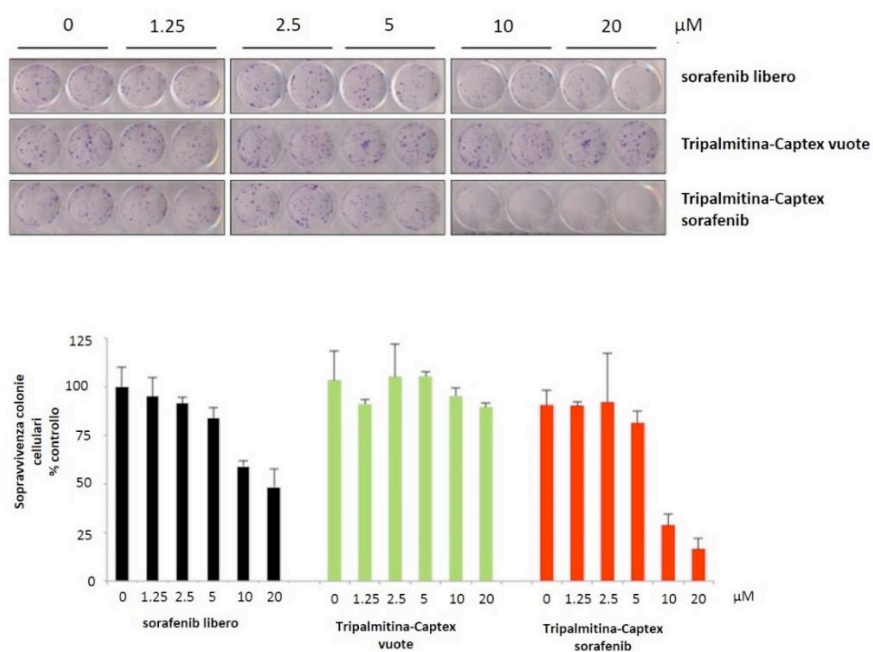 0 1.25 2.5 5 10 20 μM
sorafenib libero
Tripalmitina-Captex vuote
Tripalmitina-Captex
sorafenib
Sopravvivenza colonie
cellulari
% controllo
125
100
75
50
25
0
0 1.25 2.5 5 10 20 0 1.25 2.5 5 10 20 0 1.25 2.5 5 10 20 μM
sorafenib libero
Tripalmitina-Captex
vuote
Tripalmitina-Captex
sorafenib